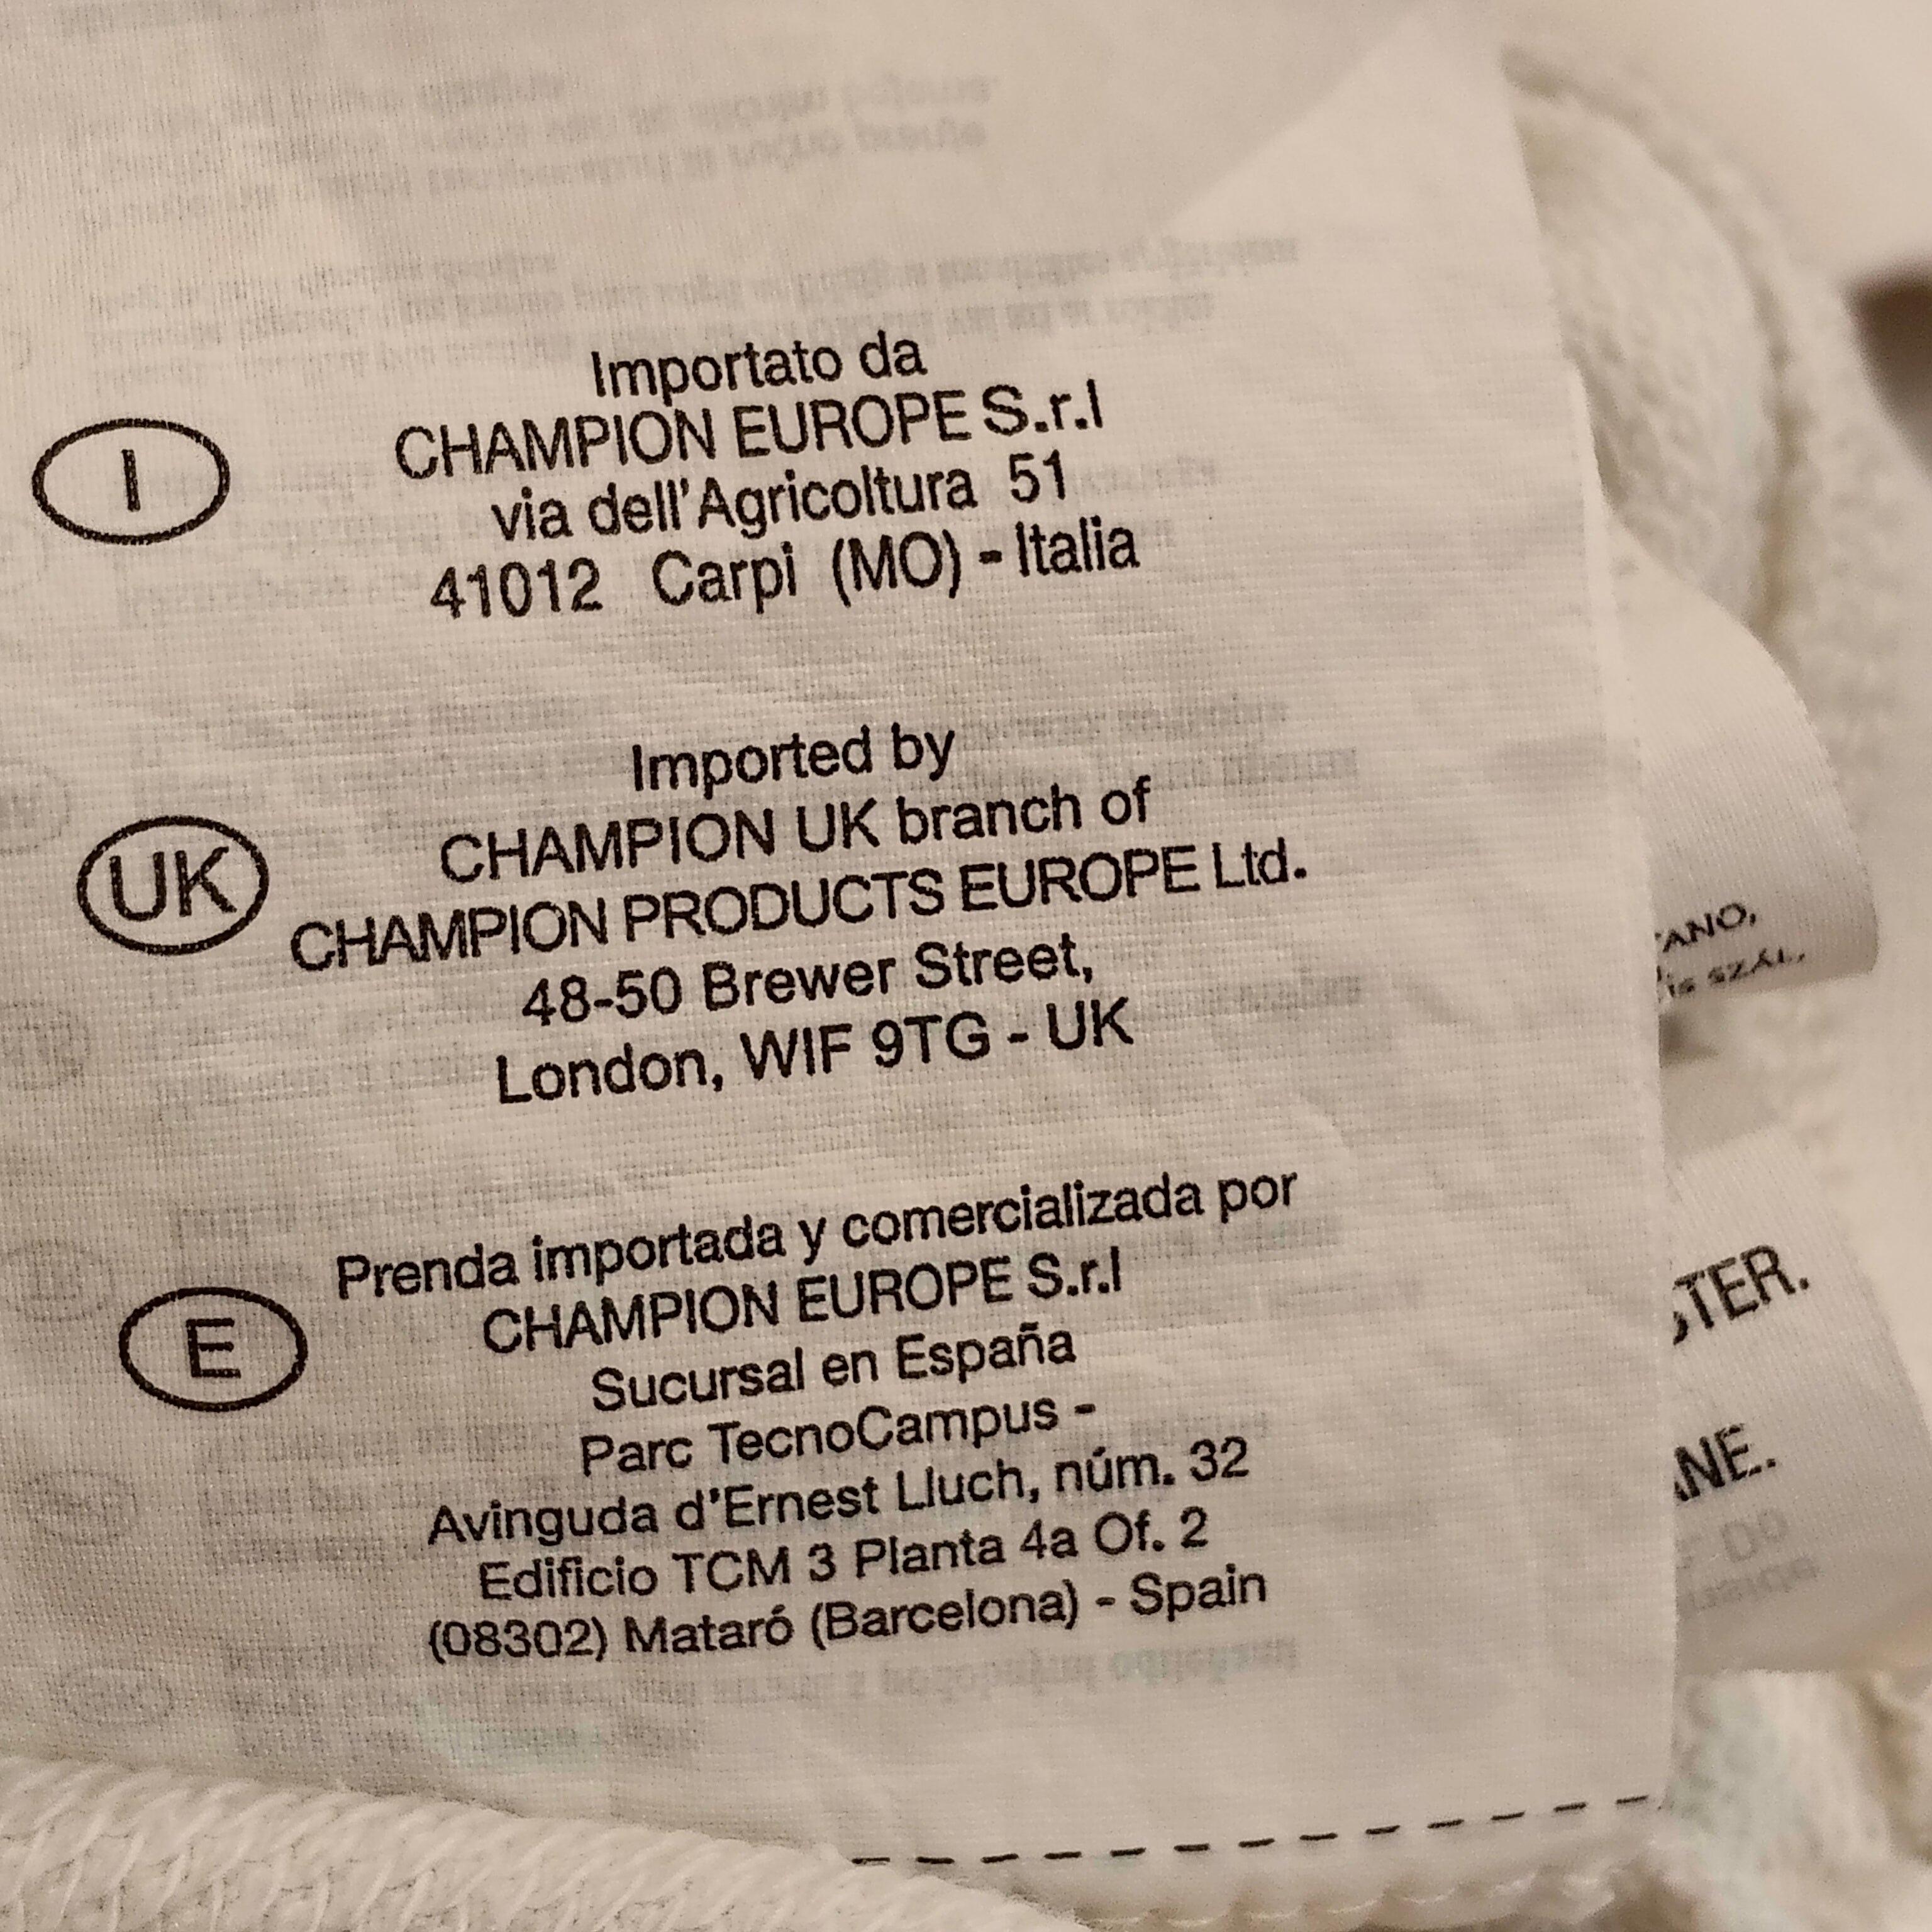 I
Importato da
CHAMPION EUROPE S.r.l
via dell'Agricoltura 51
41012 Carpi (MO) - Italia
UK
Imported by
CHAMPION UK branch of
CHAMPION PRODUCTS EUROPE Ltd.
48-50 Brewer Street,
London, WIF 9TG - UK
E
Prenda importada y comercializada por
CHAMPION EUROPE S.r.l
Sucursal en España
Parc TecnoCampus -
Avinguda d'Ernest Lluch, núm. 32
Edificio TCM 3 Planta 4a Of. 2
(08302) Mataró (Barcelona) - Spain
SZÁL.